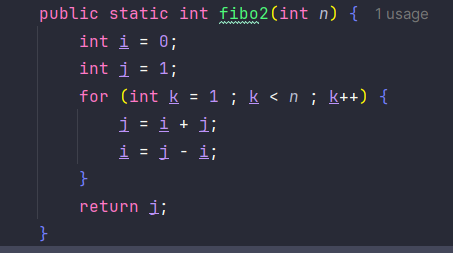 public static int fibo2(int n) { 1 usage
int i = 0;
int j = 1;
for (int k = 1 ; k < n ; k++) {
j = i + j;
i = j - i;
}
return j;
}